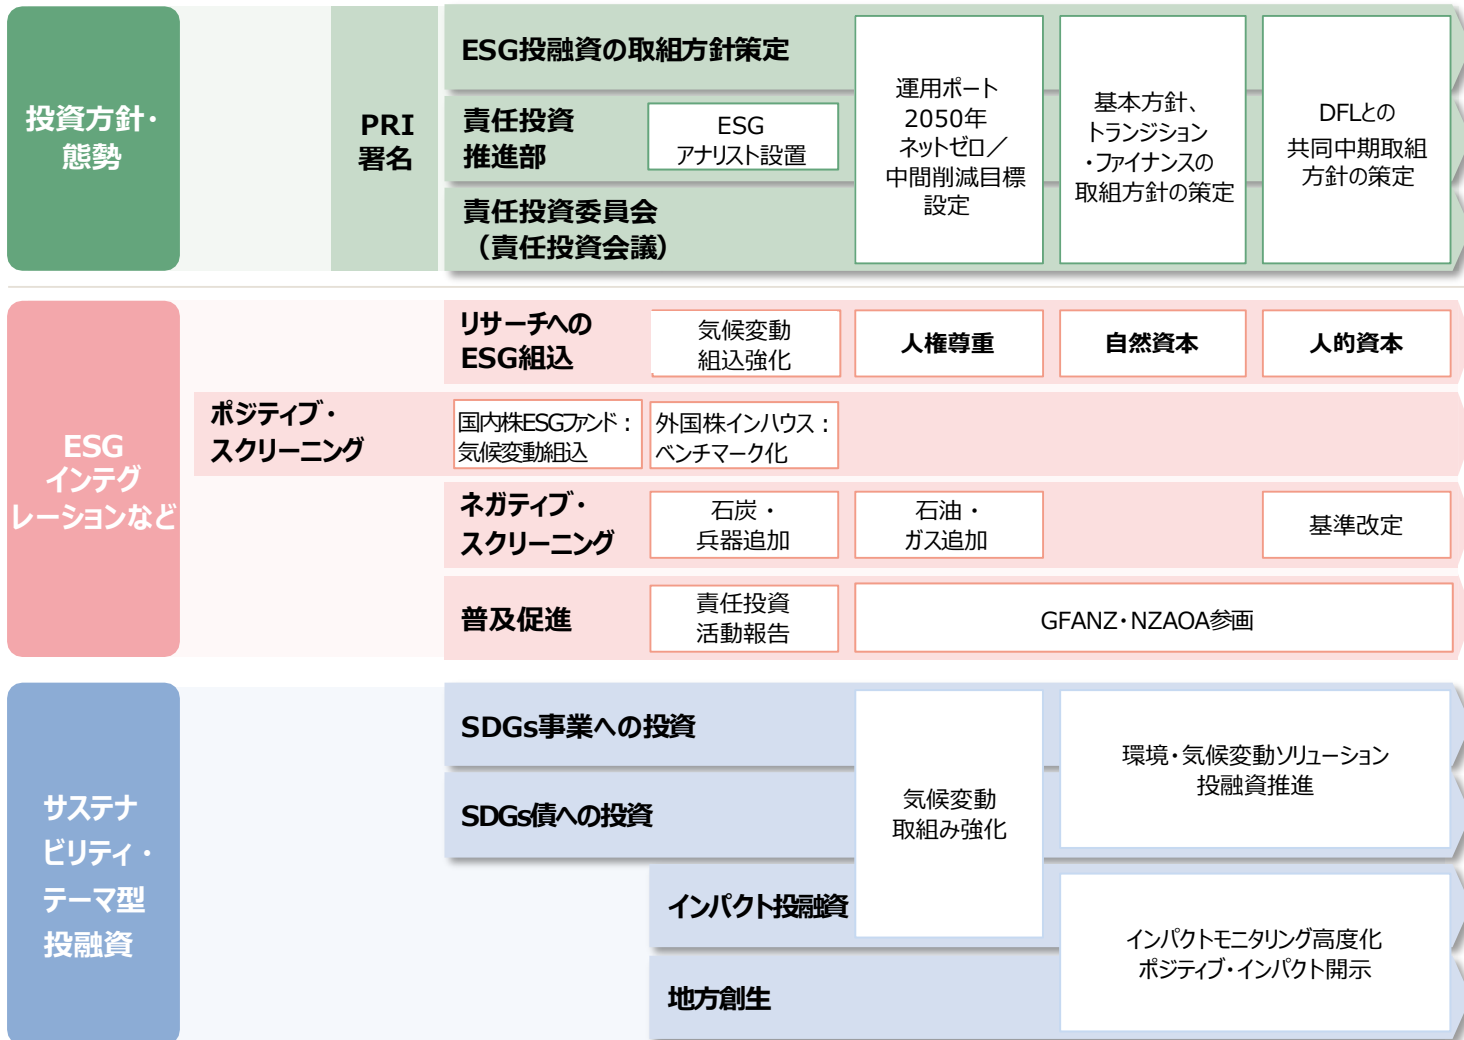 投資方針・
態勢
PRI
署名
ESG投融資の取組方針策定
責任投資
推進部
ESG
アナリスト設置
責任投資委員会
（責任投資会議）
運用ポート
2050年
ネットゼロ／
中間削減目標
設定
基本方針、
トランジション
・ファイナンスの
取組方針の策定
DFLとの
共同中期取組
方針の策定
ESG
インテグ
レーションなど
リサーチへの
ESG組込
気候変動
組込強化
人権尊重
自然資本
人的資本
ポジティブ・
スクリーニング
国内株ESGファンド：
気候変動組込
外国株インハウス：
ベンチマーク化
ネガティブ・
スクリーニング
石炭・
兵器追加
石油・
ガス追加
基準改定
普及促進
責任投資
活動報告
GFANZ・NZAOA参画
サステナ
ビリティ・
テーマ型
投融資
SDGs事業への投資
SDGs債への投資
インパクト投融資
地方創生
気候変動
取組み強化
環境・気候変動ソリューション
投融資推進
インパクトモニタリング高度化
ポジティブ・インパクト開示